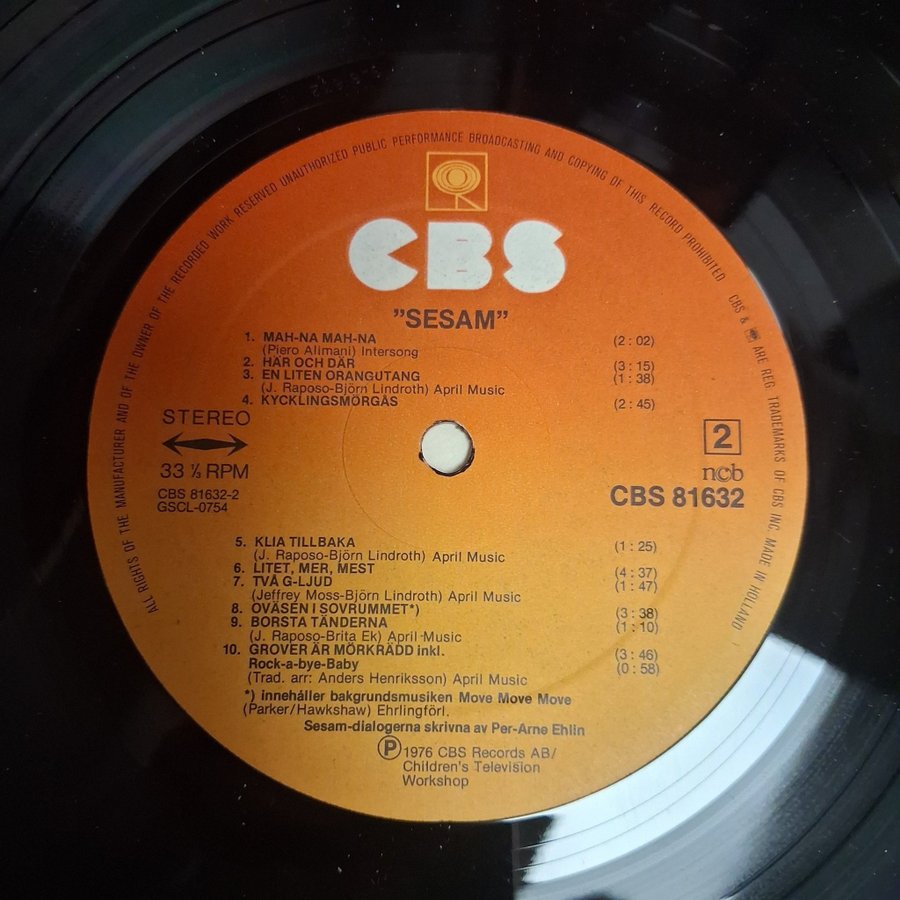 ALL RIGHTS OF THE MANUFACTURER AND OF THE OWNER OF THE RECORDED WORK RESERVED UNAUTHORIZED PUBLIC PERFORMANCE BROADCASTING AND COPYING OF THIS RECORD PROHIBITED CBS & ARE REG TRADEMARKS OF CBS INC. MADE IN HOLLAND
CBS
"SESAM"
1. MAH-NA MAH-NA (2 : 02)
(Piero Alimani) Intersong
2. HÄR OCH DÄR (3 : 15)
3. EN LITEN ORANGUTANG (1 : 38)
(J. Raposo-Björn Lindroth) April Music
4. KYCKLINGSMÖRGÅS (2 : 45)
STEREO
33 ⅓ RPM
CBS 81632-2
GSCL-0754
2
ncb
CBS 81632
5. KLIA TILLBAKA (1 : 25)
(J. Raposo-Björn Lindroth) April Music
6. LITET, MER, MEST (4 : 37)
7. TVÅ G-LJUD (1 : 47)
(Jeffrey Moss-Björn Lindroth) April Music
8. OVÄSEN I SOVRUMMET*) (3 : 38)
9. BORSTA TÄNDERNA (1 : 10)
(J. Raposo-Brita Ek) April Music
10. GROVER ÄR MÖRKRÄDD inkl. (3 : 46)
Rock-a-bye-Baby (0 : 58)
(Trad. arr: Anders Henriksson) April Music
*) innehåller bakgrundsmusiken Move Move Move
(Parker/Hawkshaw) Ehrlingförl.
Sesam-dialogerna skrivna av Per-Arne Ehlin
Ⓟ 1976 CBS Records AB/
Children's Television
Workshop